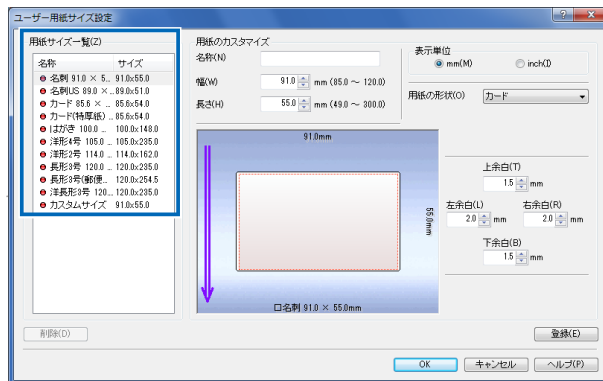 ユーザー用紙サイズ設定
用紙サイズ一覧(Z)
名称 サイズ
名刺 91.0 × 5.. 91.0x55.0
名刺US 89.0 × .. 89.0x51.0
カード 85.6 × ... 85.6x54.0
カード(特厚紙) ... 85.6x54.0
はがき 100.0 ... 100.0x148.0
洋形4号 105.0 ... 105.0x235.0
洋形2号 114.0 ... 114.0x162.0
長形3号 120.0 ... 120.0x235.0
長形3号(郵便... 120.0x254.5
洋長形3号 120... 120.0x235.0
カスタムサイズ 91.0x55.0
削除(D)
用紙のカスタマイズ
名称(N)
幅(W) 91.0 mm (85.0 ～ 120.0)
長さ(H) 55.0 mm (49.0 ～ 300.0)
表示単位
mm(M) inch(I)
用紙の形状(O) カード
91.0mm
55.0mm
口名刺 91.0 × 55.0mm
上余白(T)
1.5 mm
左余白(L) 右余白(R)
2.0 mm 2.0 mm
下余白(B)
1.5 mm
登録(E)
OK キャンセル ヘルプ(P)